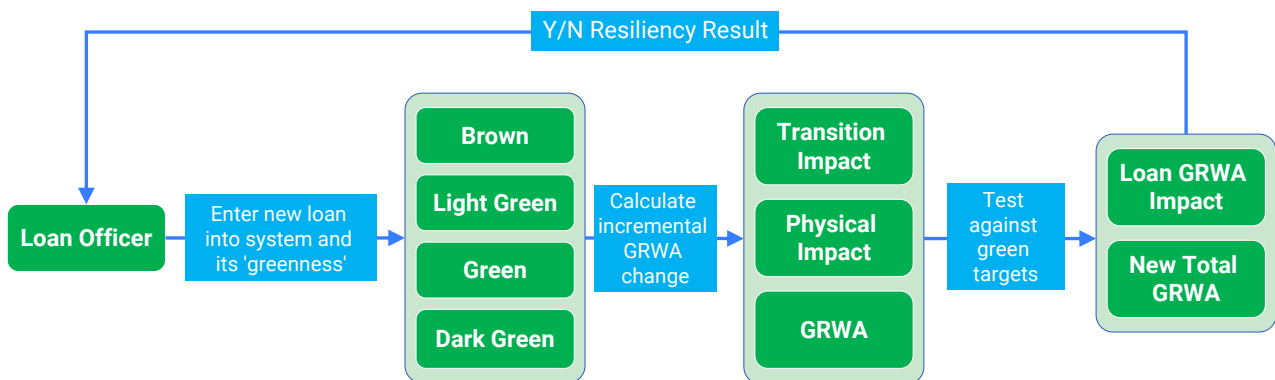 Y/N Resiliency Result
Loan Officer
Enter new loan
into system and
its 'greenness'
Brown
Light Green
Green
Dark Green
Calculate
incremental
GRWA
change
Transition
Impact
Physical
Impact
GRWA
Test
against
green
targets
Loan GRWA
Impact
New Total
GRWA